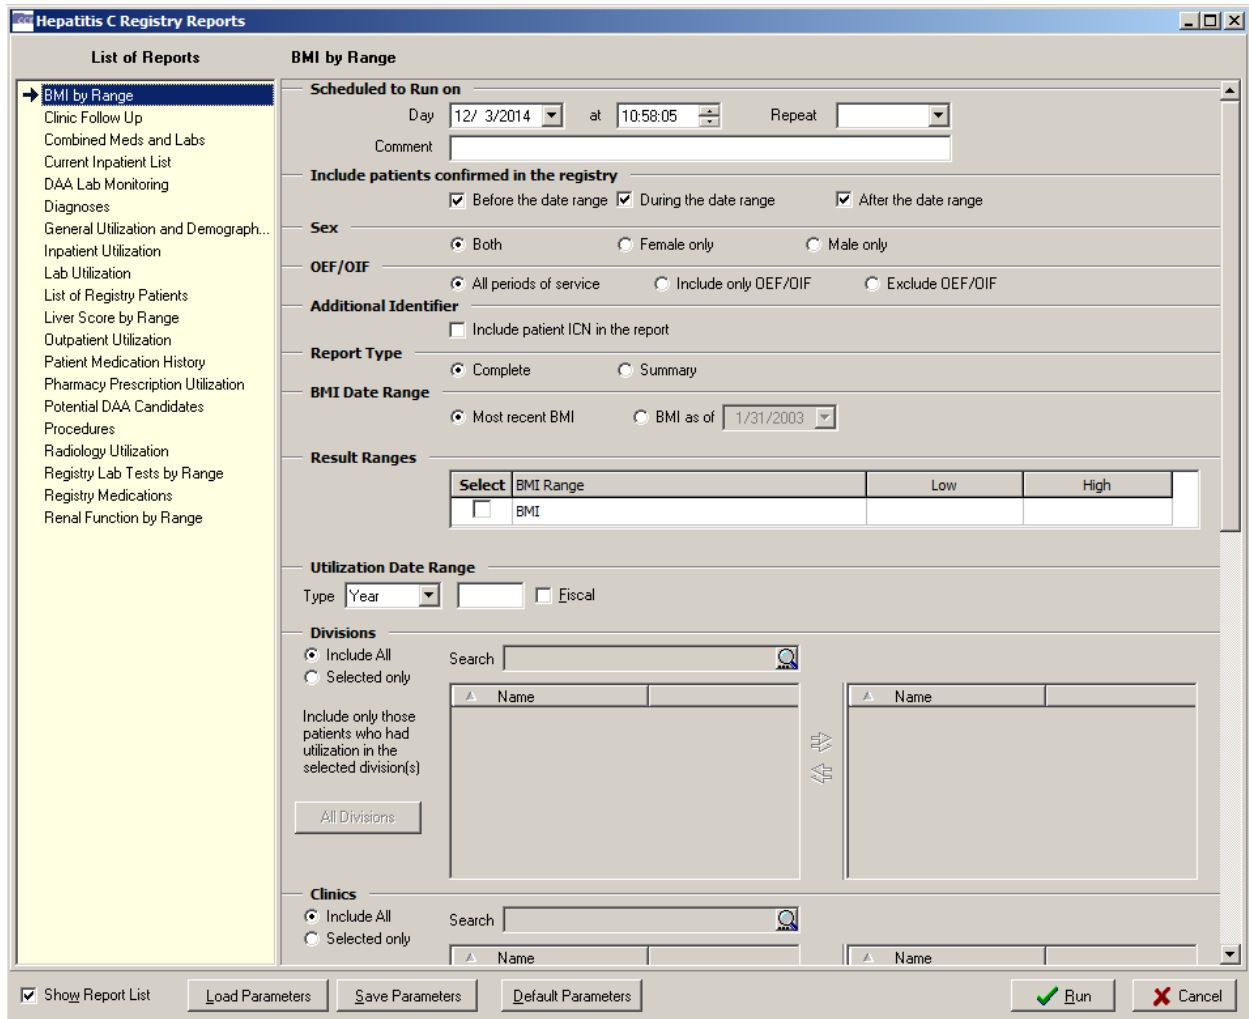 Hepatitis C Registry Reports
List of Reports
BMI by Range
Clinic Follow Up
Combined Meds and Labs
Current Inpatient List
DAA Lab Monitoring
Diagnoses
General Utilization and Demograph...
Inpatient Utilization
Lab Utilization
List of Registry Patients
Liver Score by Range
Outpatient Utilization
Patient Medication History
Pharmacy Prescription Utilization
Potential DAA Candidates
Procedures
Radiology Utilization
Registry Lab Tests by Range
Registry Medications
Renal Function by Range
BMI by Range
Scheduled to Run on
Day 12/ 3/2014 at 10:58:05 Repeat
Comment
Include patients confirmed in the registry
Before the date range During the date range After the date range
Sex
Both Female only Male only
OEF/OIF
All periods of service Include only OEF/OIF Exclude OEF/OIF
Additional Identifier
Include patient ICN in the report
Report Type
Complete Summary
BMI Date Range
Most recent BMI BMI as of 1/31/2003
Result Ranges
Select BMI Range Low High
BMI
Utilization Date Range
Type Year Fiscal
Divisions
Include All
Selected only
Search
Name Name
Include only those
patients who had
utilization in the
selected division(s)
All Divisions
Clinics
Include All
Selected only
Search
Name Name
Show Report List Load Parameters Save Parameters Default Parameters Run Cancel